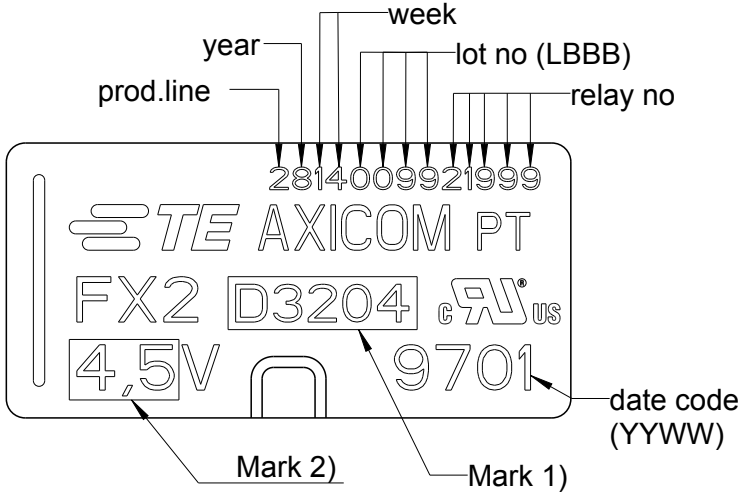 week
year
lot no (LBBB)
prod.line
relay no
2814009921999
TE AXICOM PT
FX2 D3204 c RU ® US
4,5V 9701
date code
(YYWW)
Mark 2)
Mark 1)